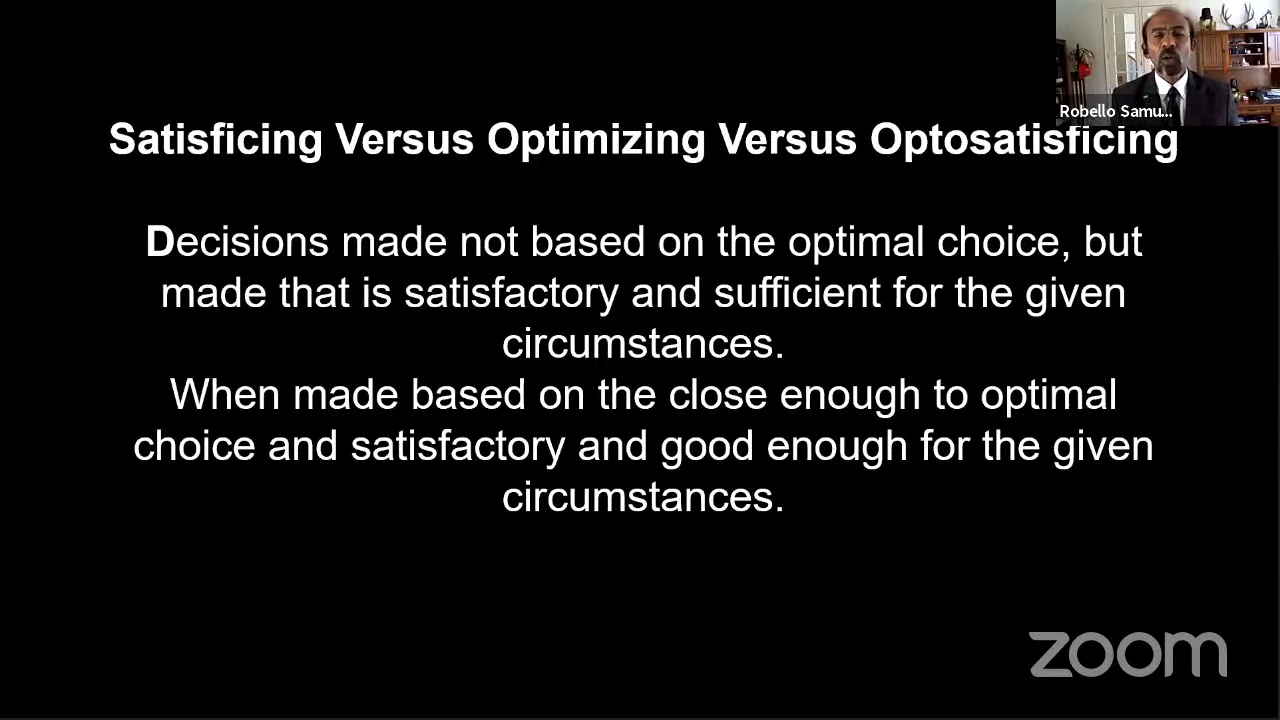 Robello Samu...
Satisficing Versus Optimizing Versus Optosatisficing
Decisions made not based on the optimal choice, but
made that is satisfactory and sufficient for the given
circumstances.
When made based on the close enough to optimal
choice and satisfactory and good enough for the given
circumstances.
zoom